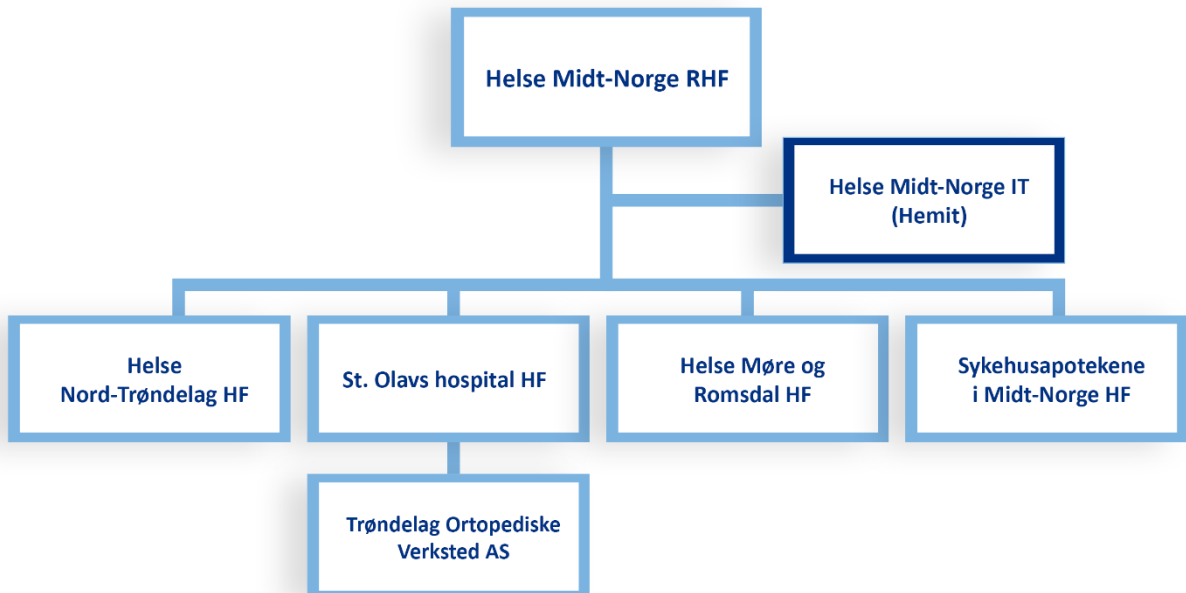 Helse Midt-Norge RHF
Helse Midt-Norge IT
(Hemit)
Helse
Nord-Trøndelag HF
St. Olavs hospital HF
Helse Møre og
Romsdal HF
Sykehusapotekene
i Midt-Norge HF
Trøndelag Ortopediske
Verksted AS